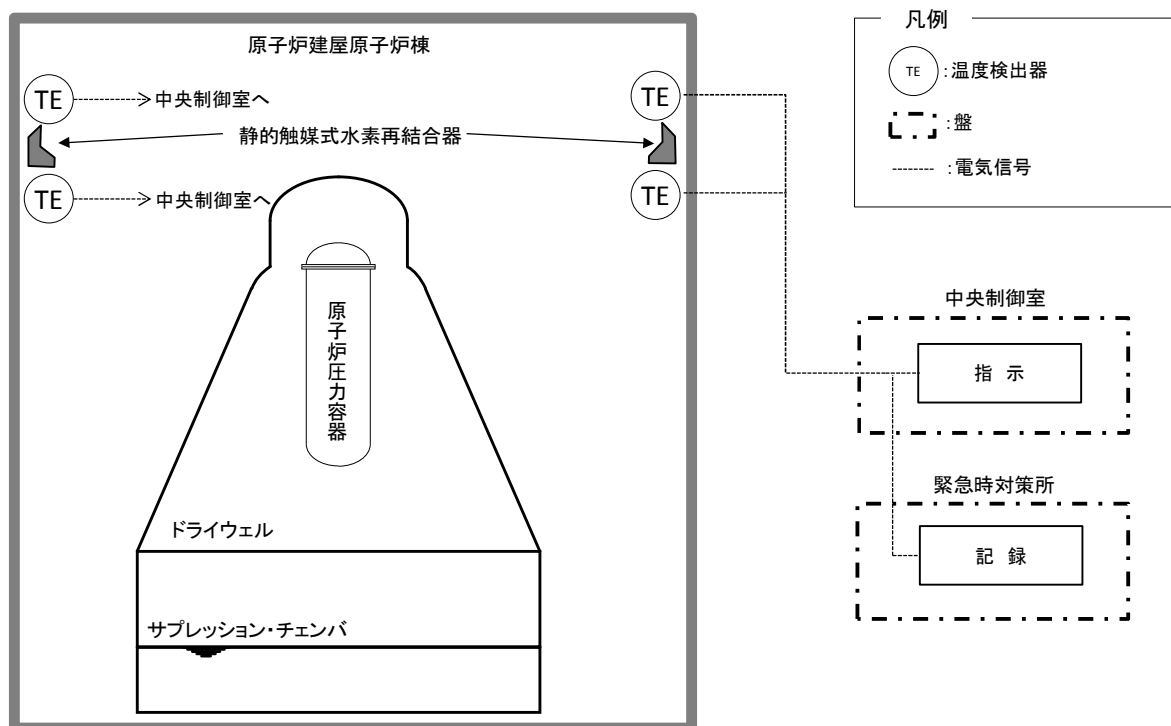 原子炉建屋原子炉棟
TE
中央制御室へ
静的触媒式水素再結合器
TE
中央制御室へ
TE
TE
原子炉圧力容器
ドライウェル
サプレッション・チェンバ
凡例
TE
:温度検出器
:盤
:電気信号
中央制御室
指 示
緊急時対策所
記 録